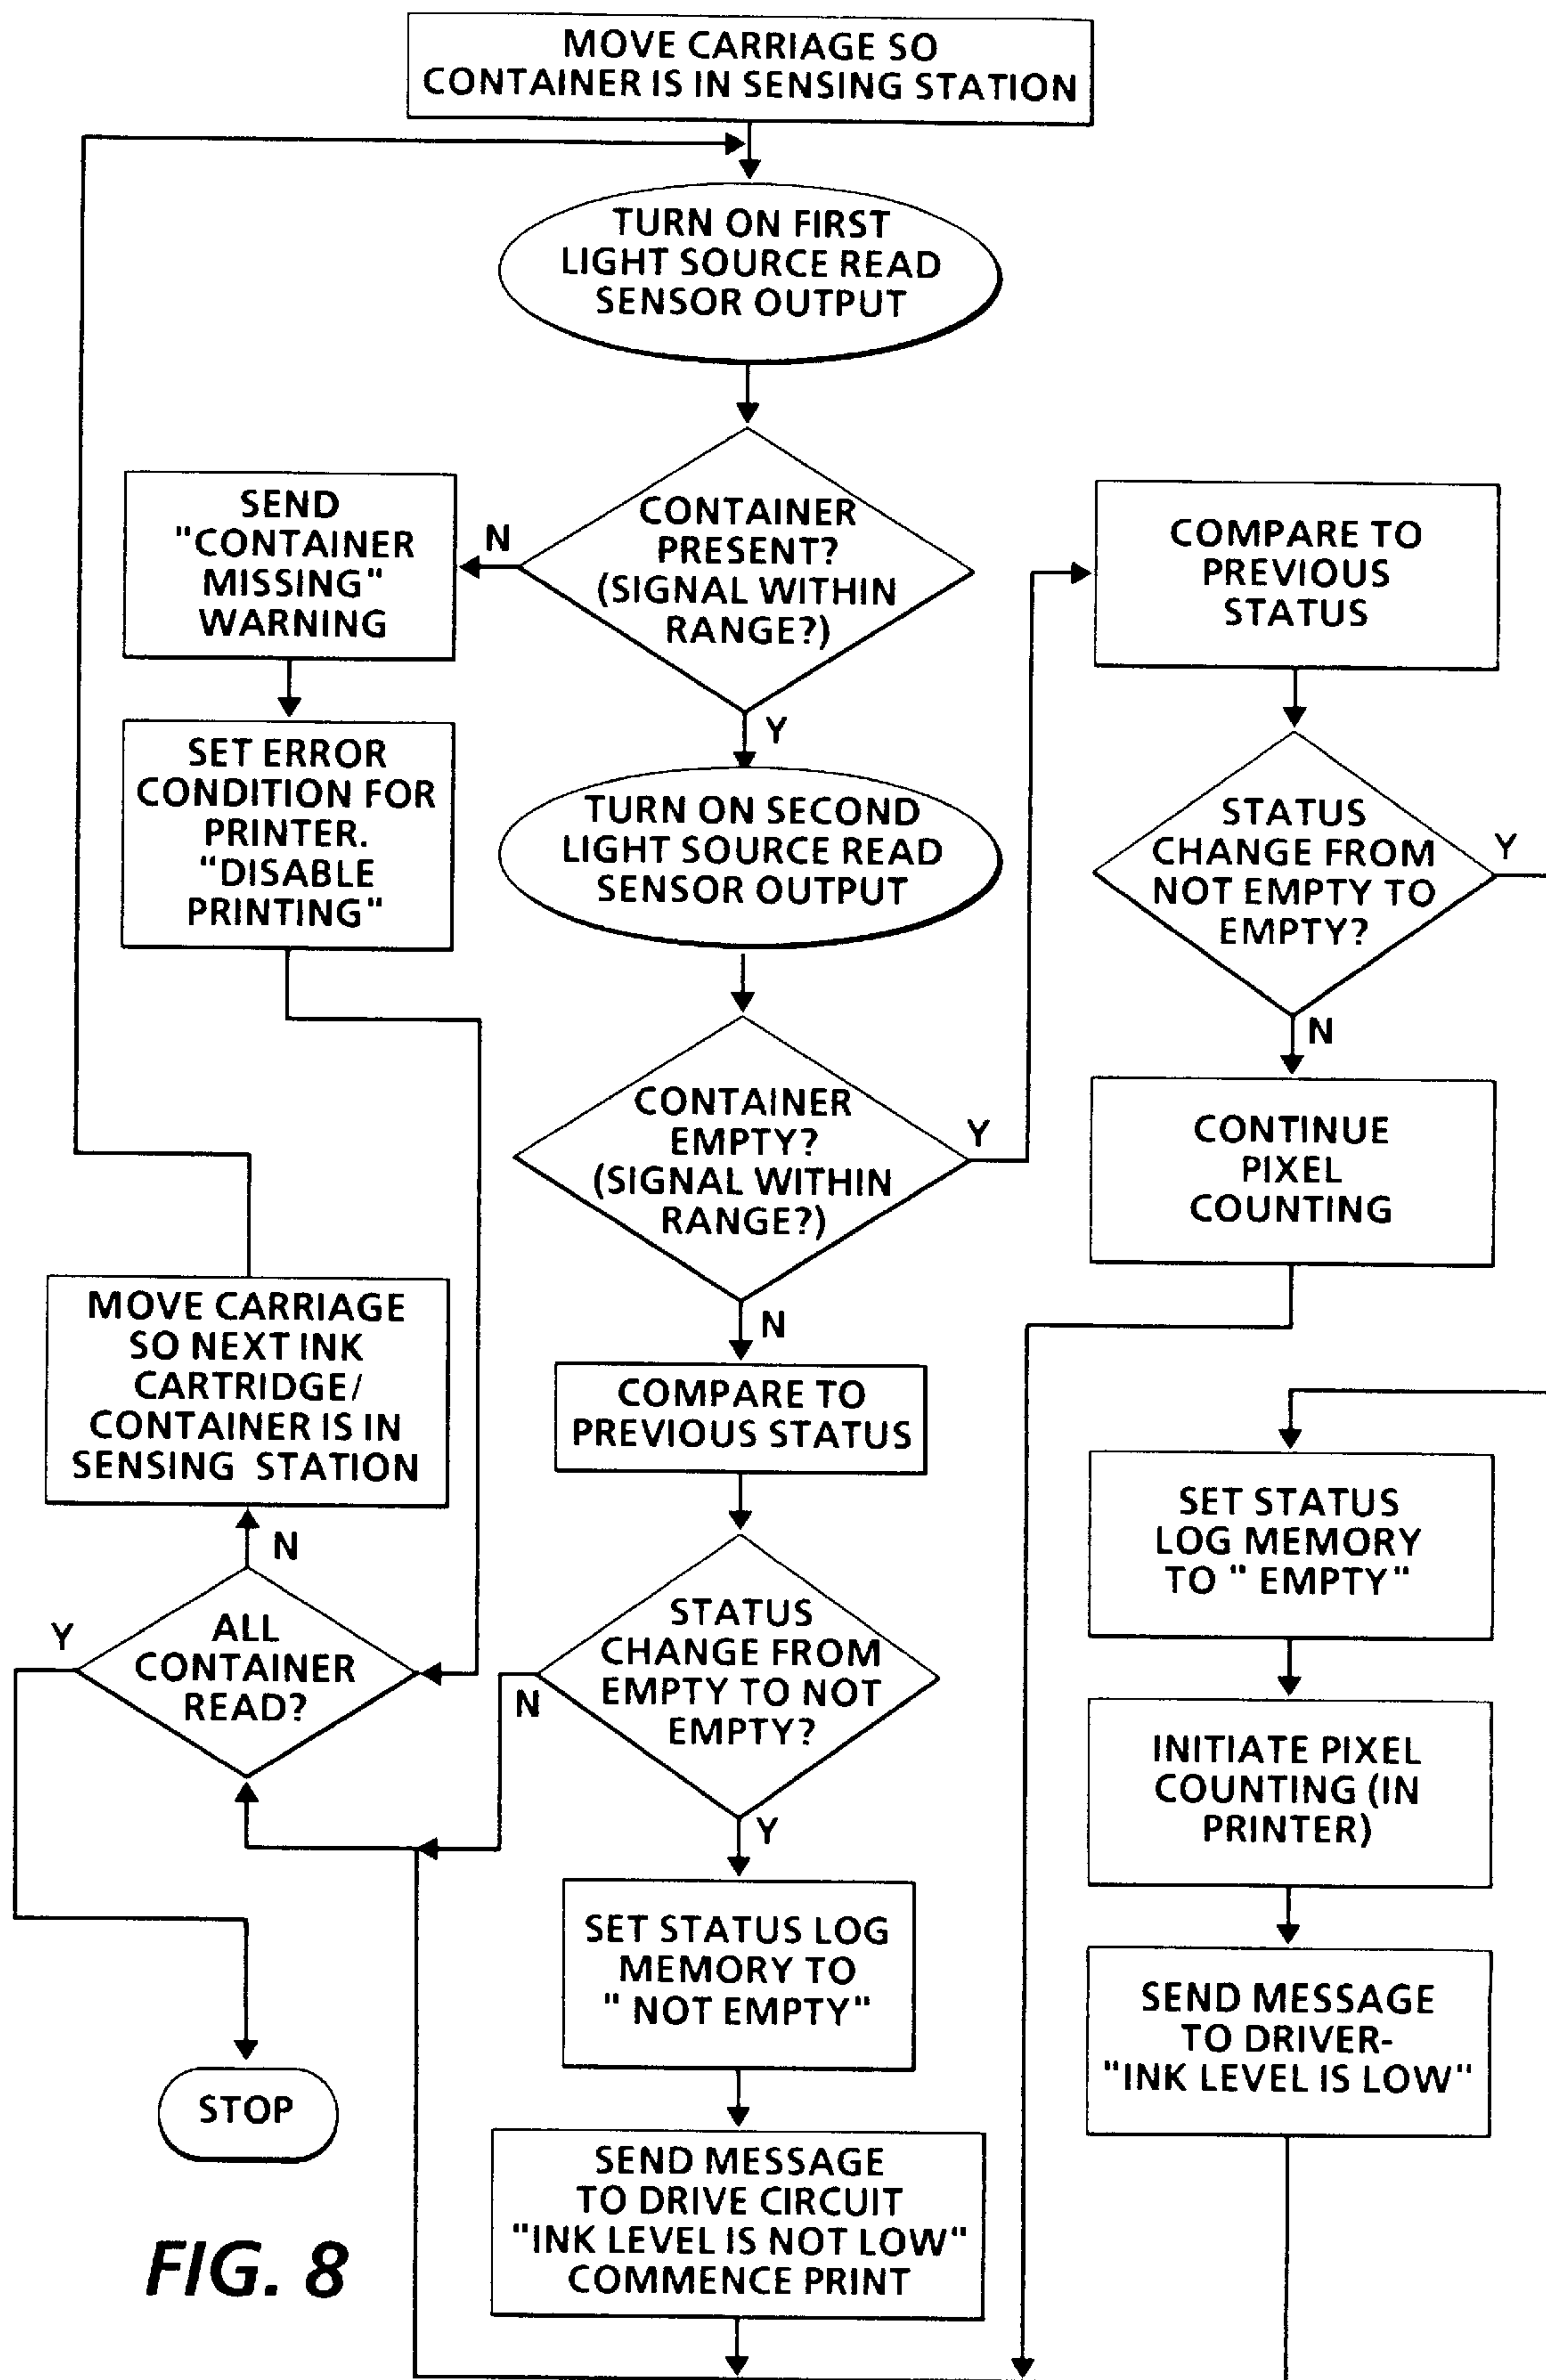 MOVE CARRIAGE SO
CONTAINER IS IN SENSING STATION
TURN ON FIRST
LIGHT SOURCE READ
SENSOR OUTPUT
CONTAINER
PRESENT?
(SIGNAL WITHIN
RANGE?)
N
Y
SEND
"CONTAINER
MISSING"
WARNING
SET ERROR
CONDITION FOR
PRINTER.
"DISABLE
PRINTING"
TURN ON SECOND
LIGHT SOURCE READ
SENSOR OUTPUT
CONTAINER
EMPTY?
(SIGNAL WITHIN
RANGE?)
Y
N
COMPARE TO
PREVIOUS
STATUS
STATUS
CHANGE FROM
NOT EMPTY TO
EMPTY?
Y
N
CONTINUE
PIXEL
COUNTING
MOVE CARRIAGE
SO NEXT INK
CARTRIDGE/
CONTAINER IS IN
SENSING STATION
N
Y
ALL
CONTAINER
READ?
STOP
COMPARE TO
PREVIOUS STATUS
STATUS
CHANGE FROM
EMPTY TO NOT
EMPTY?
N
Y
SET STATUS LOG
MEMORY TO
" NOT EMPTY"
SEND MESSAGE
TO DRIVE CIRCUIT
"INK LEVEL IS NOT LOW"
COMMENCE PRINT
SET STATUS
LOG MEMORY
TO " EMPTY"
INITIATE PIXEL
COUNTING (IN
PRINTER)
SEND MESSAGE
TO DRIVER-
"INK LEVEL IS LOW"
FIG. 8